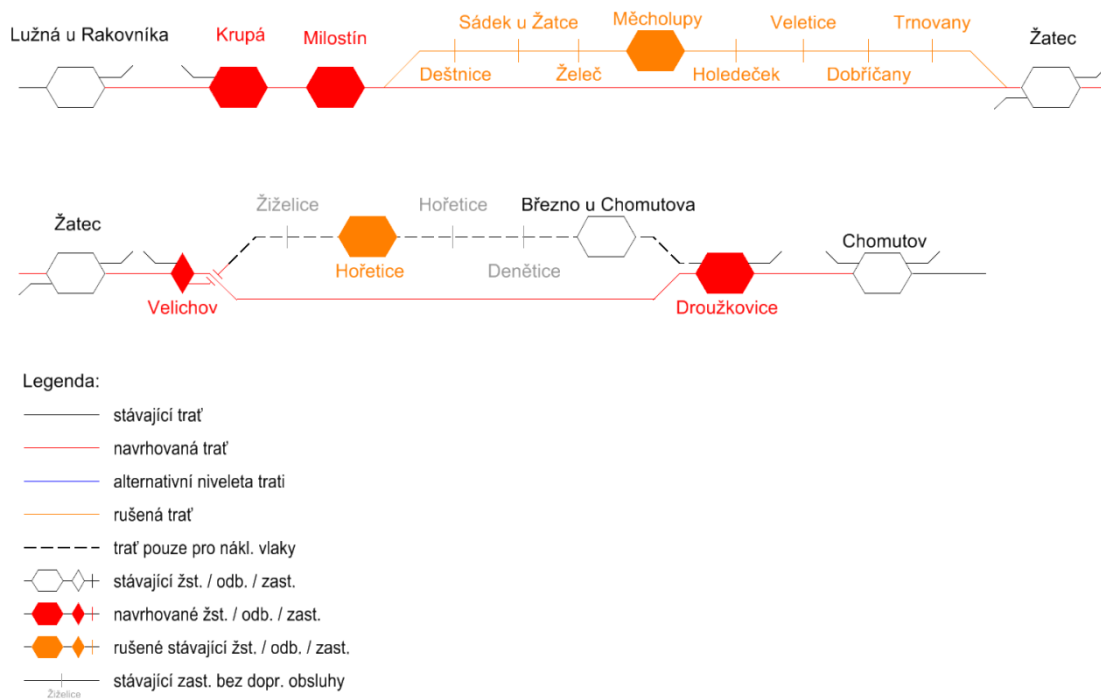 Lužná u Rakovníka
Krupá
Milostín
Sádek u Žatce
Měcholupy
Veletice
Trnovany
Žatec
Deštnice
Želeč
Holedeček
Dobříčany
Žatec
Žiželice
Hořetice
Březno u Chomutova
Chomutov
Velichov
Hořetice
Denětice
Droužkovice
Legenda:
stávající trať
navrhovaná trať
alternativní niveleta trati
rušená trať
trať pouze pro nákl. vlaky
stávající žst. / odb. / zast.
navrhované žst. / odb. / zast.
rušené stávající žst. / odb. / zast.
stávající zast. bez dopr. obsluhy
Žiželice